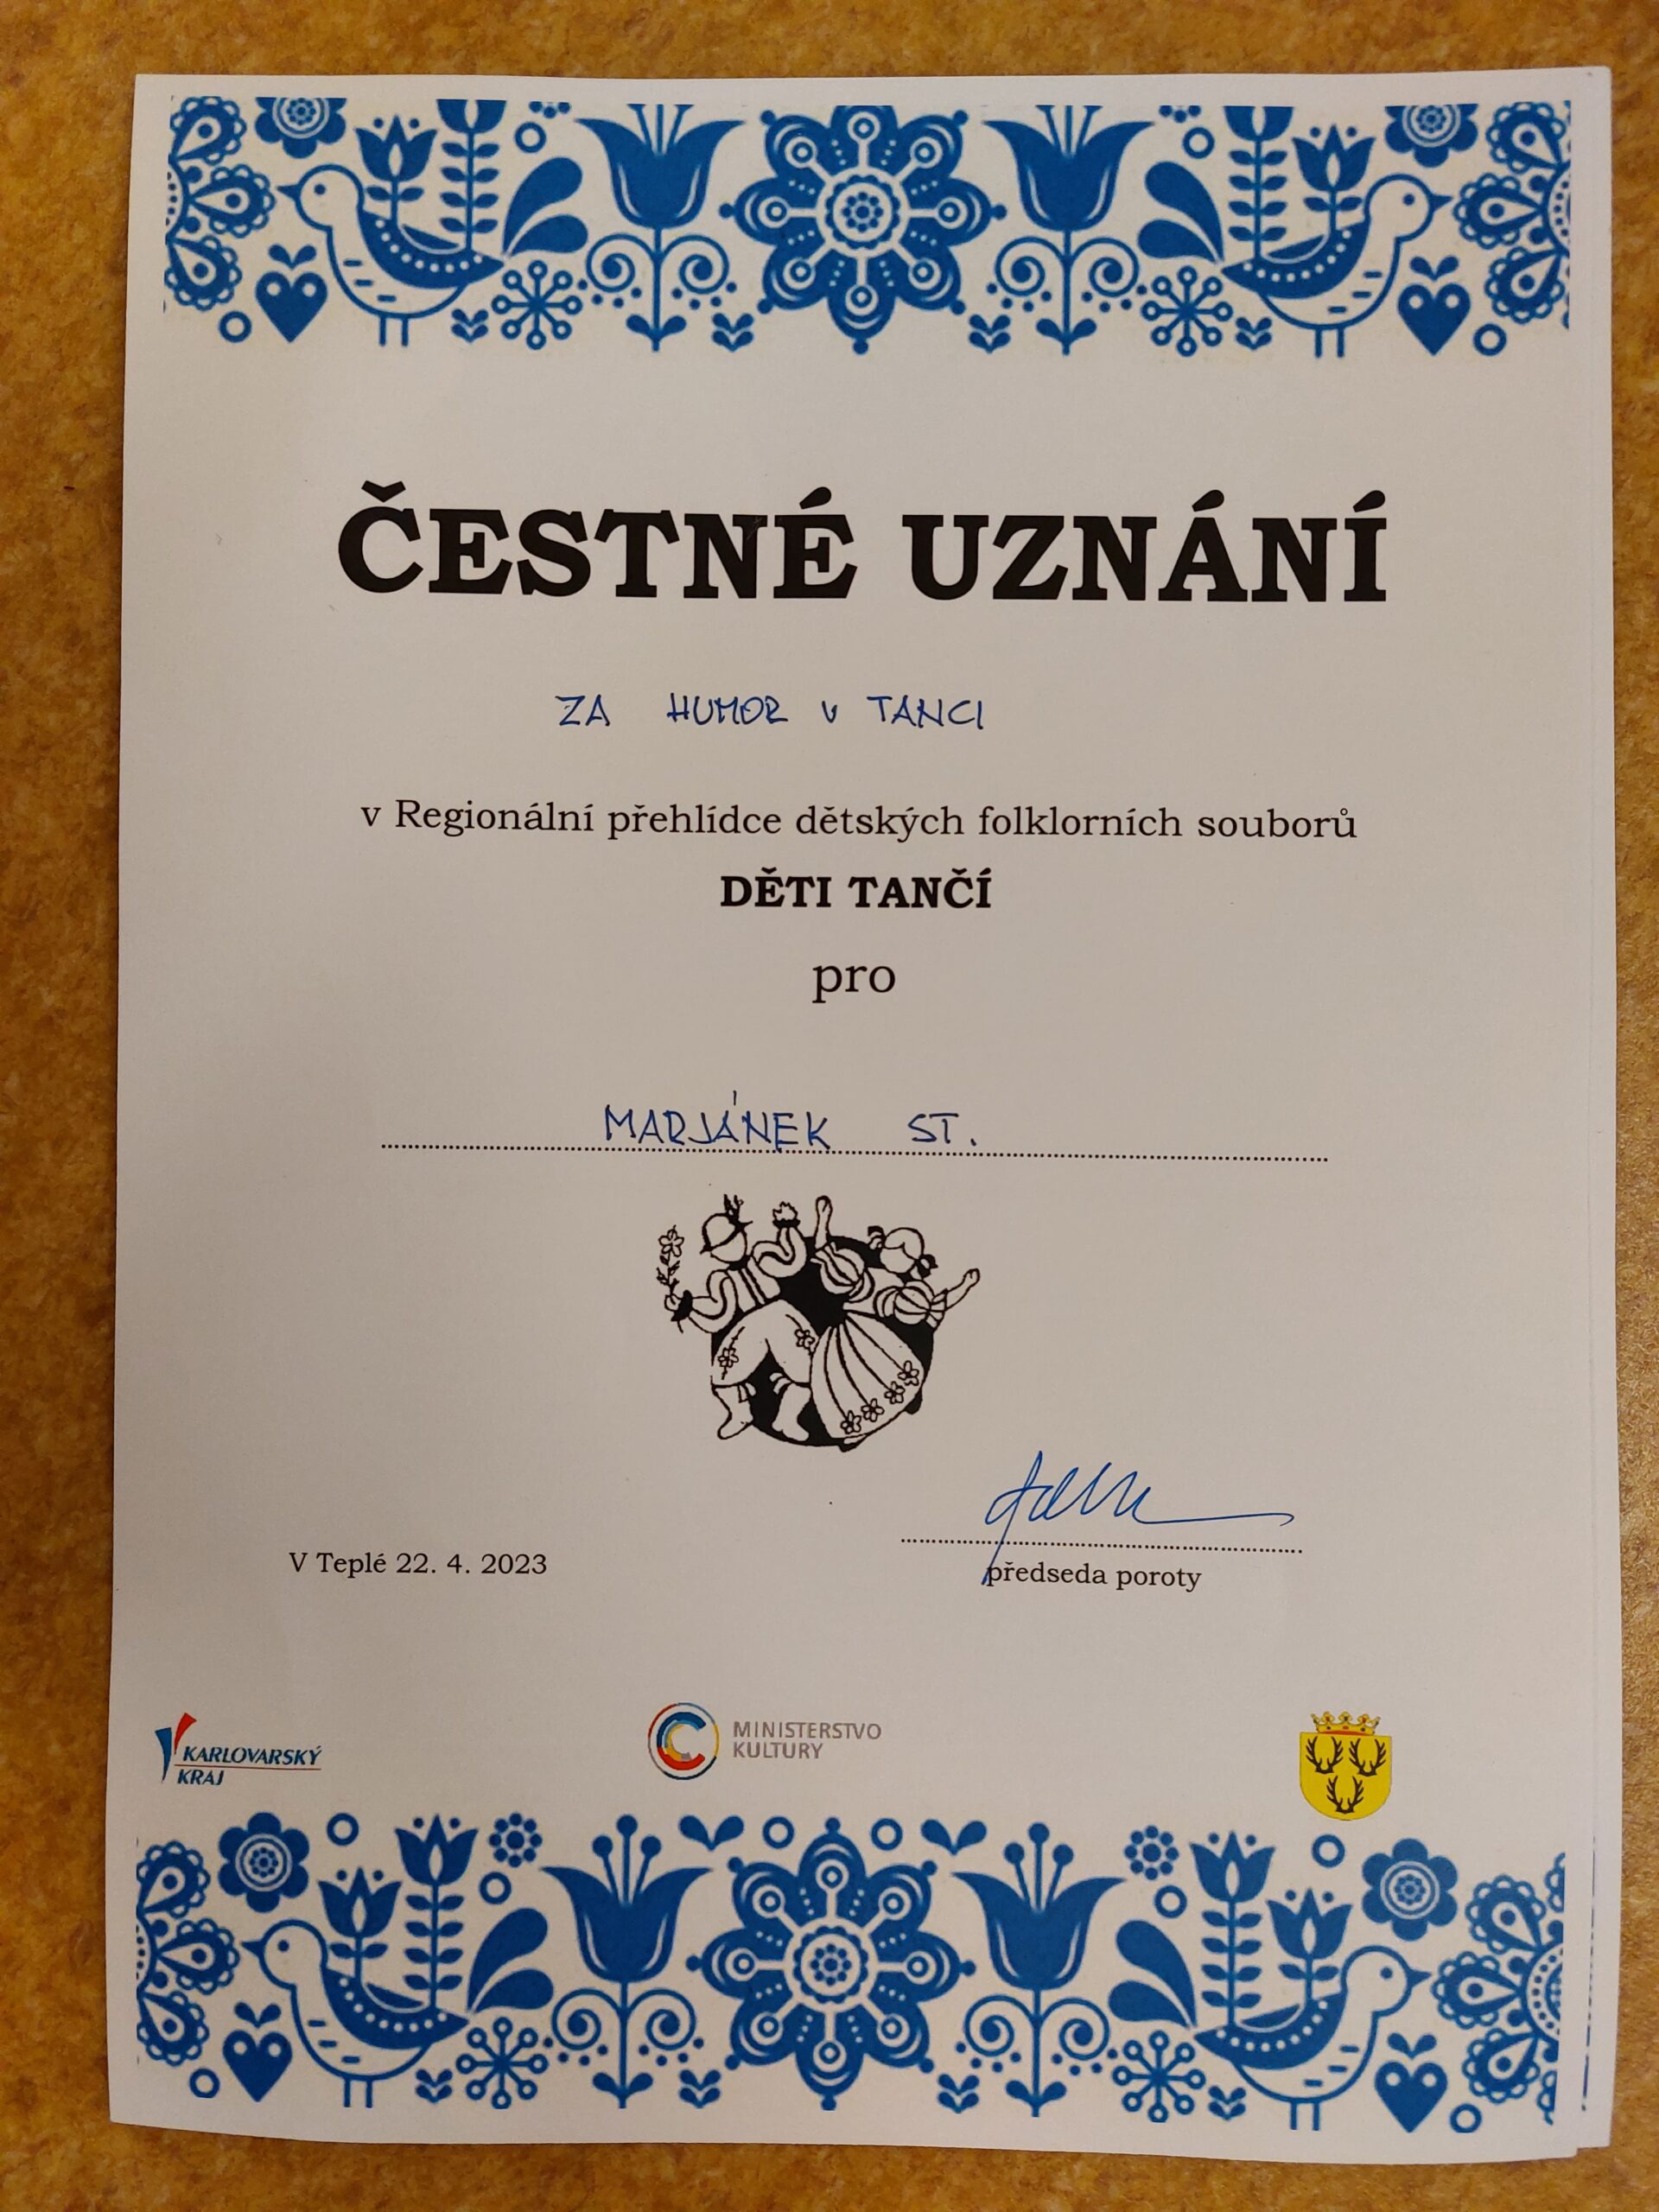 ČESTNÉ UZNÁNÍ
ZA HUMOR V TANCI
v Regionální přehlídce dětských folklorních souborů
DĚTI TANČÍ
pro
MARJÁNEK ST.
V Teplé 22. 4. 2023
předseda poroty
KARLOVARSKÝ
KRAJ
MINISTERSTVO
KULTURY